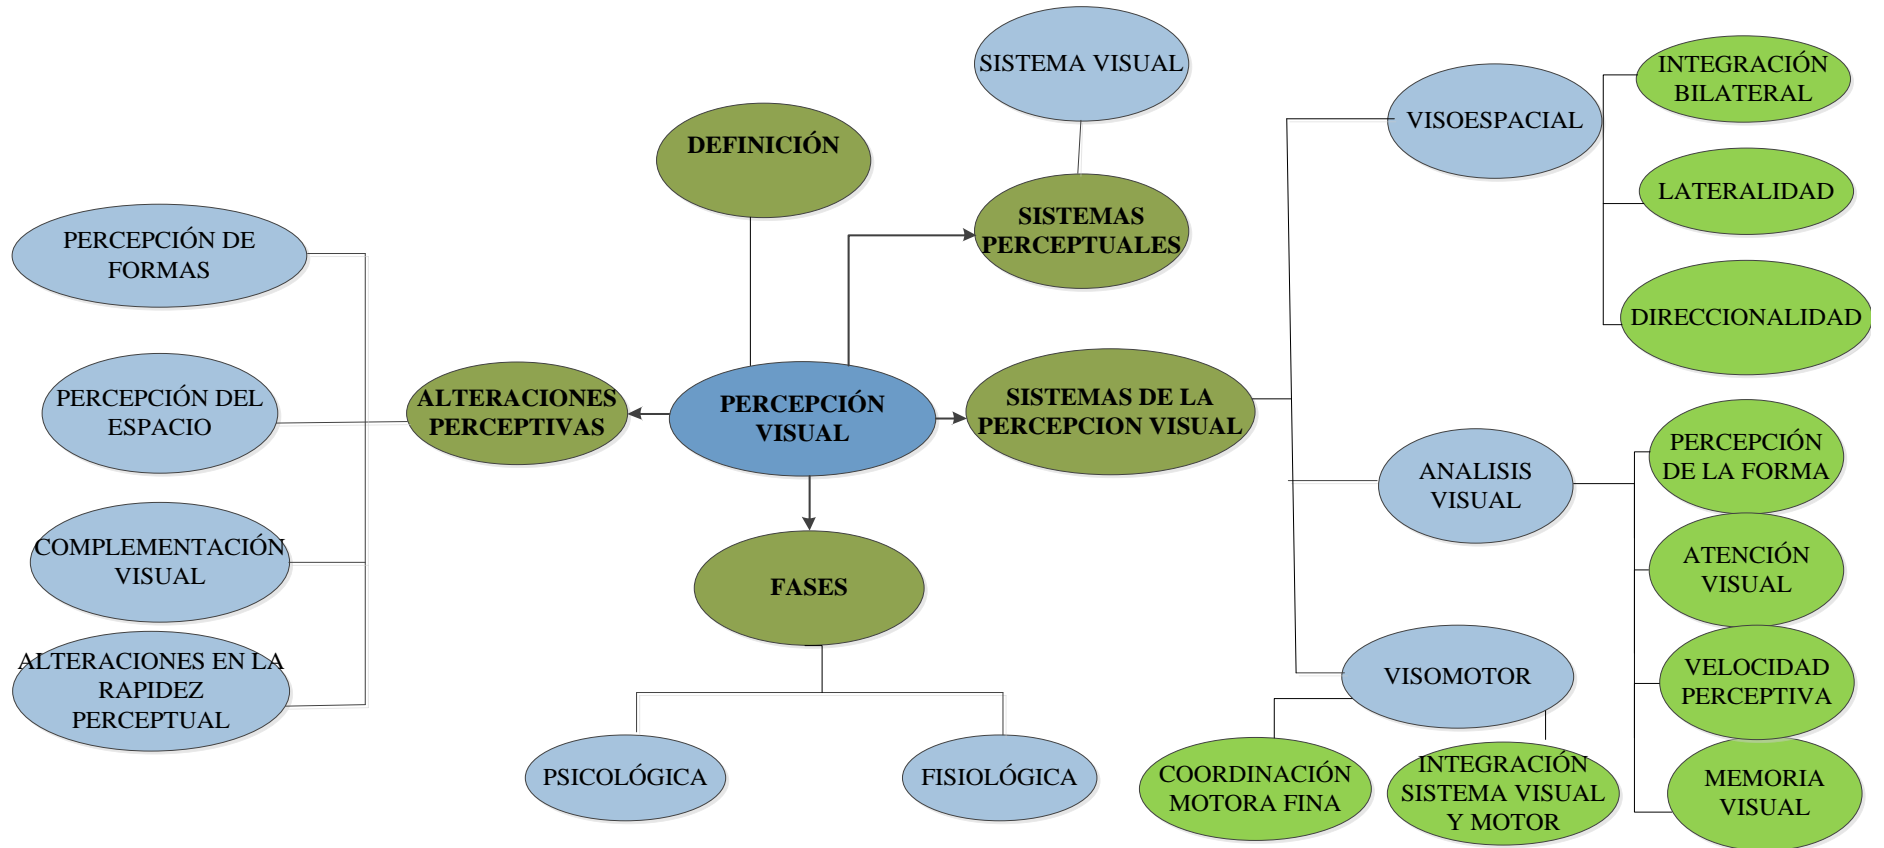 SISTEMA VISUAL
DEFINICIÓN
SISTEMAS
PERCEPTUALES
PERCEPCIÓN DE
FORMAS
PERCEPCIÓN DEL
ESPACIO
COMPLEMENTACIÓN
VISUAL
ALTERACIONES EN LA
RAPIDEZ
PERCEPTUAL
ALTERACIONES
PERCEPTIVAS
PERCEPCIÓN
VISUAL
SISTEMAS DE LA
PERCEPCION VISUAL
FASES
PSICOLÓGICA
FISIOLÓGICA
VISOESPACIAL
INTEGRACIÓN
BILATERAL
LATERALIDAD
DIRECCIONALIDAD
ANALISIS
VISUAL
PERCEPCIÓN
DE LA FORMA
ATENCIÓN
VISUAL
VELOCIDAD
PERCEPTIVA
MEMORIA
VISUAL
VISOMOTOR
COORDINACIÓN
MOTORA FINA
INTEGRACIÓN
SISTEMA VISUAL
Y MOTOR